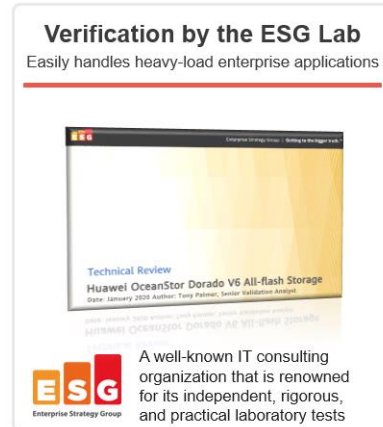 Verification by the ESG Lab
Easily handles heavy-load enterprise applications
ESG
Enterprise Strategy Group | Getting to the bigger truth.™
Technical Review
Huawei OceanStor Dorado V6 All-flash Storage
Date: January 2020 Author: Tony Palmer, Senior Validation Analyst
ESG
Enterprise Strategy Group
A well-known IT consulting
organization that is renowned
for its independent, rigorous,
and practical laboratory tests